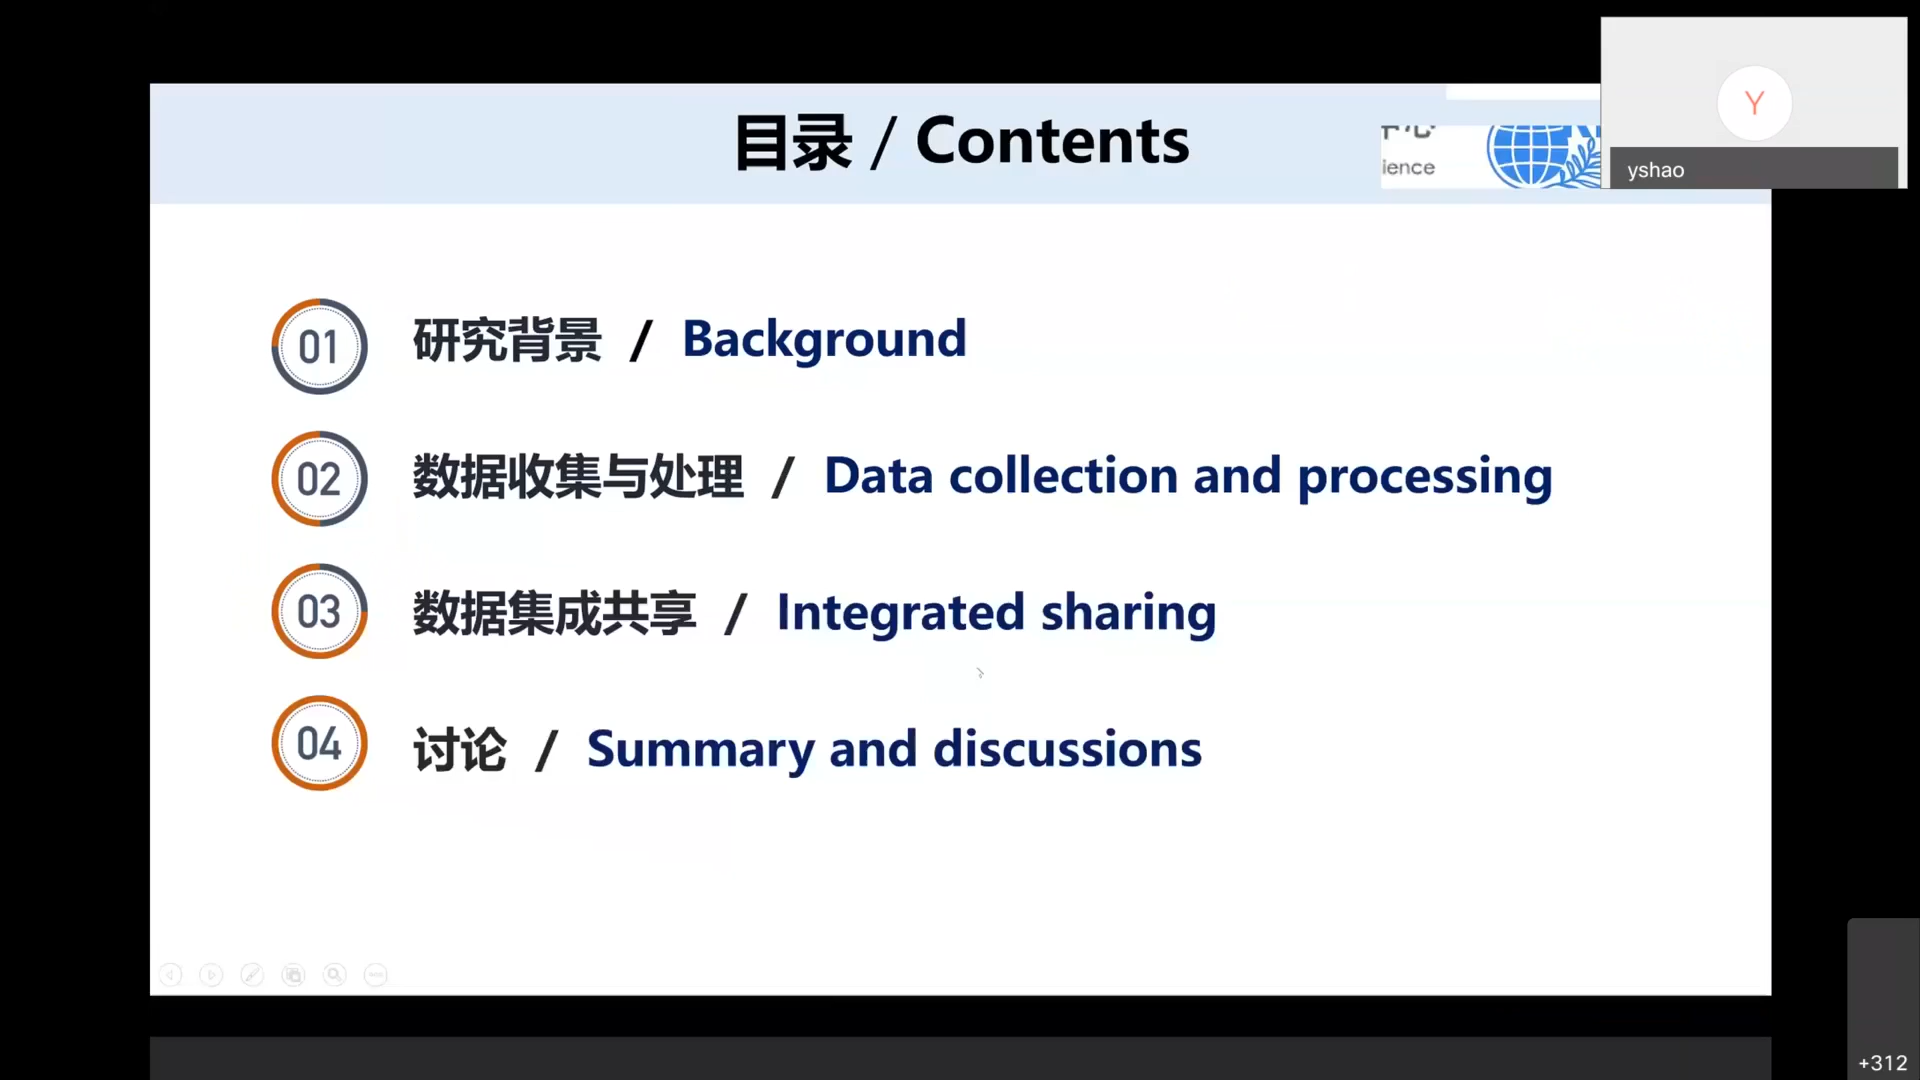 目录 / Contents
ience
Y
yshao
01 研究背景 / Background
02 数据收集与处理 / Data collection and processing
03 数据集成共享 / Integrated sharing
04 讨论 / Summary and discussions
+312